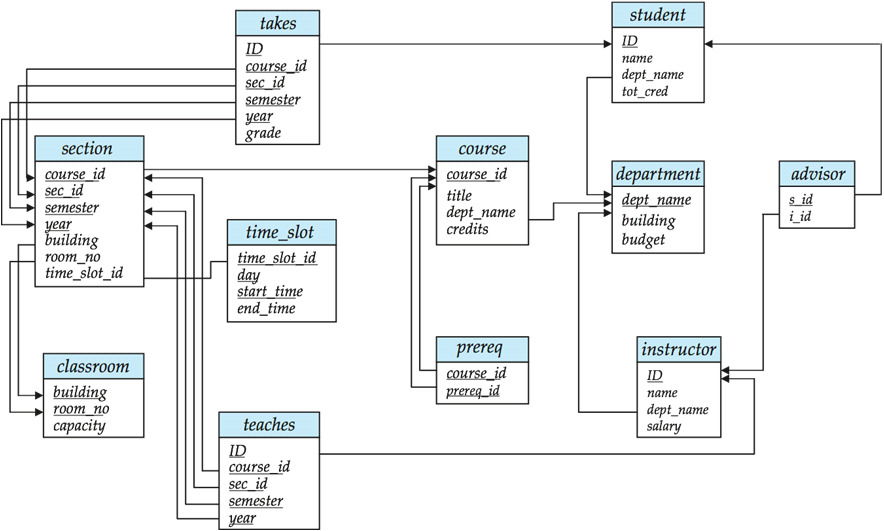 takes
ID
course_id
sec_id
semester
year
grade
student
ID
name
dept_name
tot_cred
section
course_id
sec_id
semester
year
building
room_no
time_slot_id
course
course_id
title
dept_name
credits
department
dept_name
building
budget
advisor
s_id
i_id
time_slot
time_slot_id
day
start_time
end_time
prereq
course_id
prereq_id
instructor
ID
name
dept_name
salary
classroom
building
room_no
capacity
teaches
ID
course_id
sec_id
semester
year